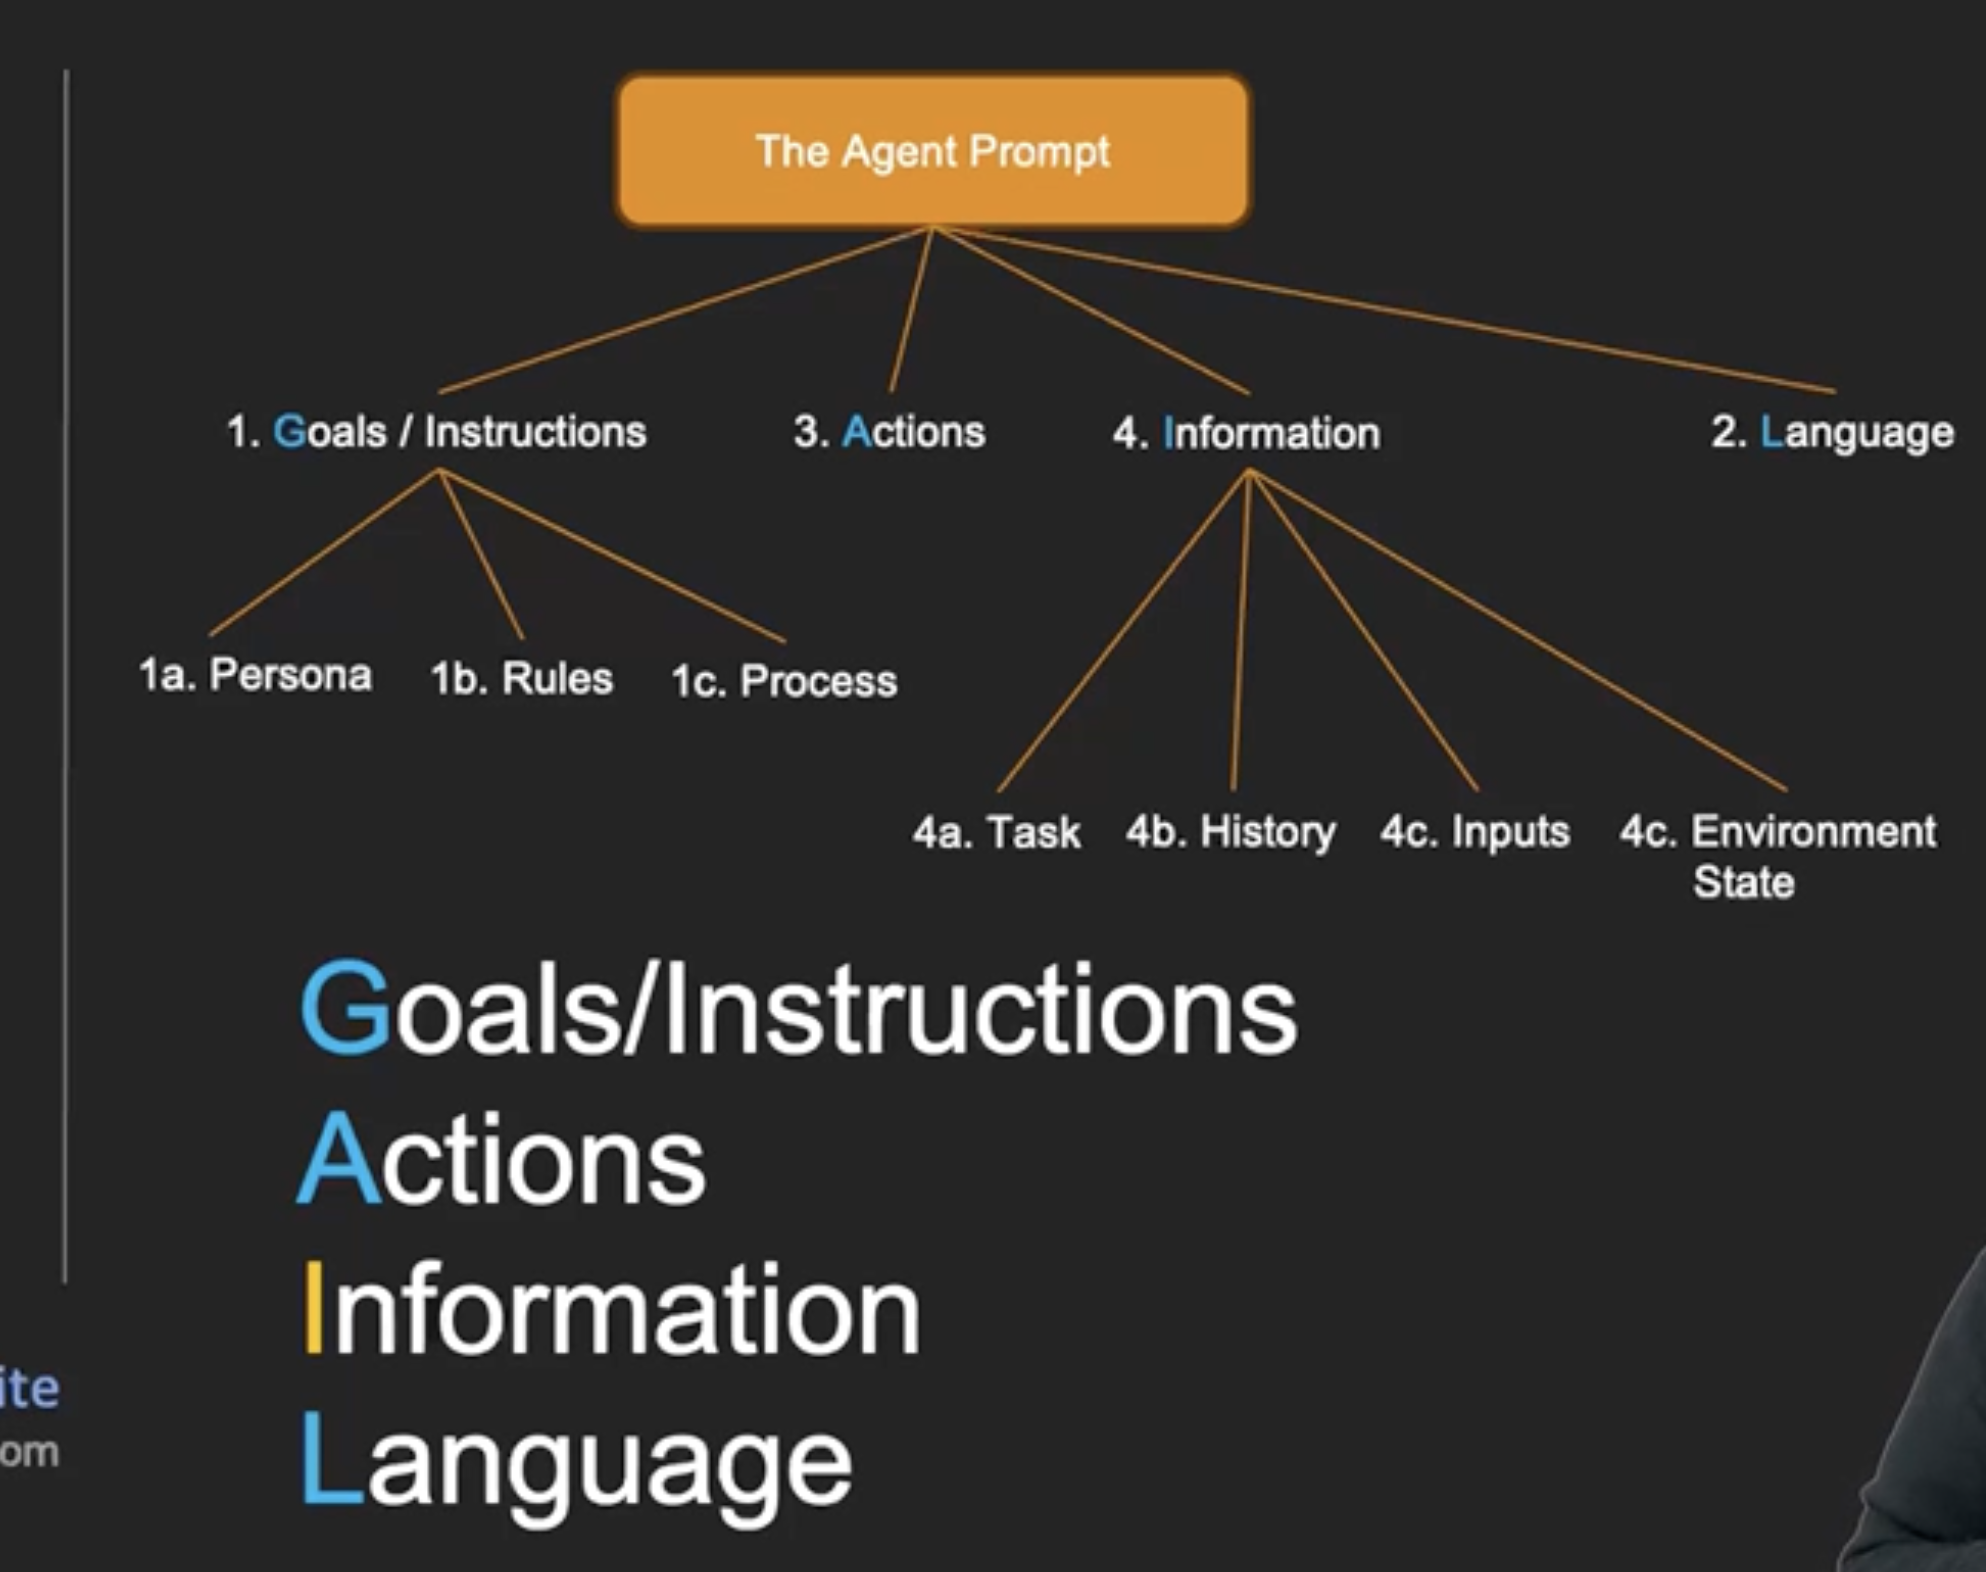 The Agent Prompt
1. Goals / Instructions
3. Actions
4. Information
2. Language
1a. Persona
1b. Rules
1c. Process
4a. Task
4b. History
4c. Inputs
4c. Environment
State
Goals/Instructions
Actions
Information
Language
ite
om